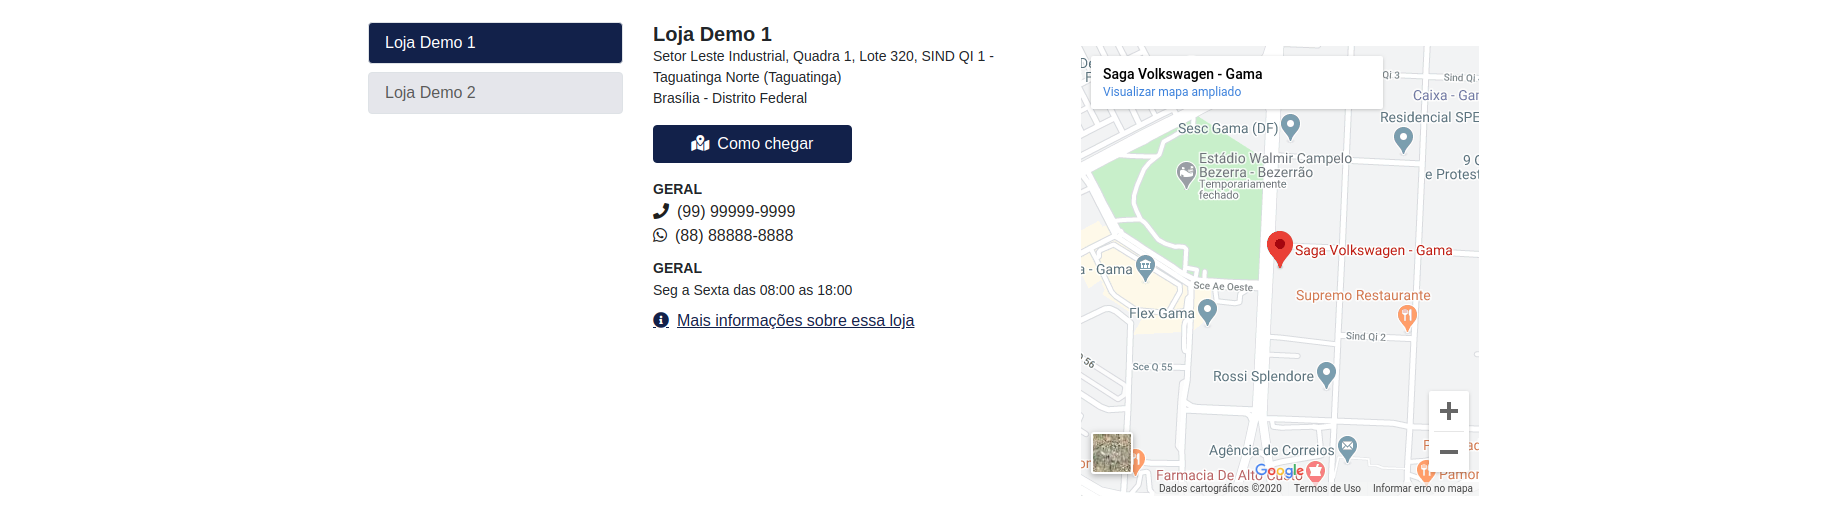 Loja Demo 1
Loja Demo 2
Loja Demo 1
Setor Leste Industrial, Quadra 1, Lote 320, SIND QI 1 -
Taguatinga Norte (Taguatinga)
Brasília - Distrito Federal
Como chegar
GERAL
(99) 99999-9999
(88) 88888-8888
GERAL
Seg a Sexta das 08:00 as 18:00
Mais informações sobre essa loja
Saga Volkswagen - Gama
Visualizar mapa ampliado
Qi 3
Sind Qi
Caixa - Gar
Residencial SPE
Sesc Gama (DF)
Estádio Walmir Campelo
Bezerra - Bezerrão
Temporariamente
fechado
9
e Protest
Saga Volkswagen - Gama
a - Gama
Sce Ae Oeste
Supremo Restaurante
Flex Gama
Sind Qi 2
56
Sce Q 55
Rossi Splendore
Agência de Correios
Farmacia De Alto Custo
Google
Pamor
Dados cartográficos ©2020
Termos de Uso
Informar erro no mapa